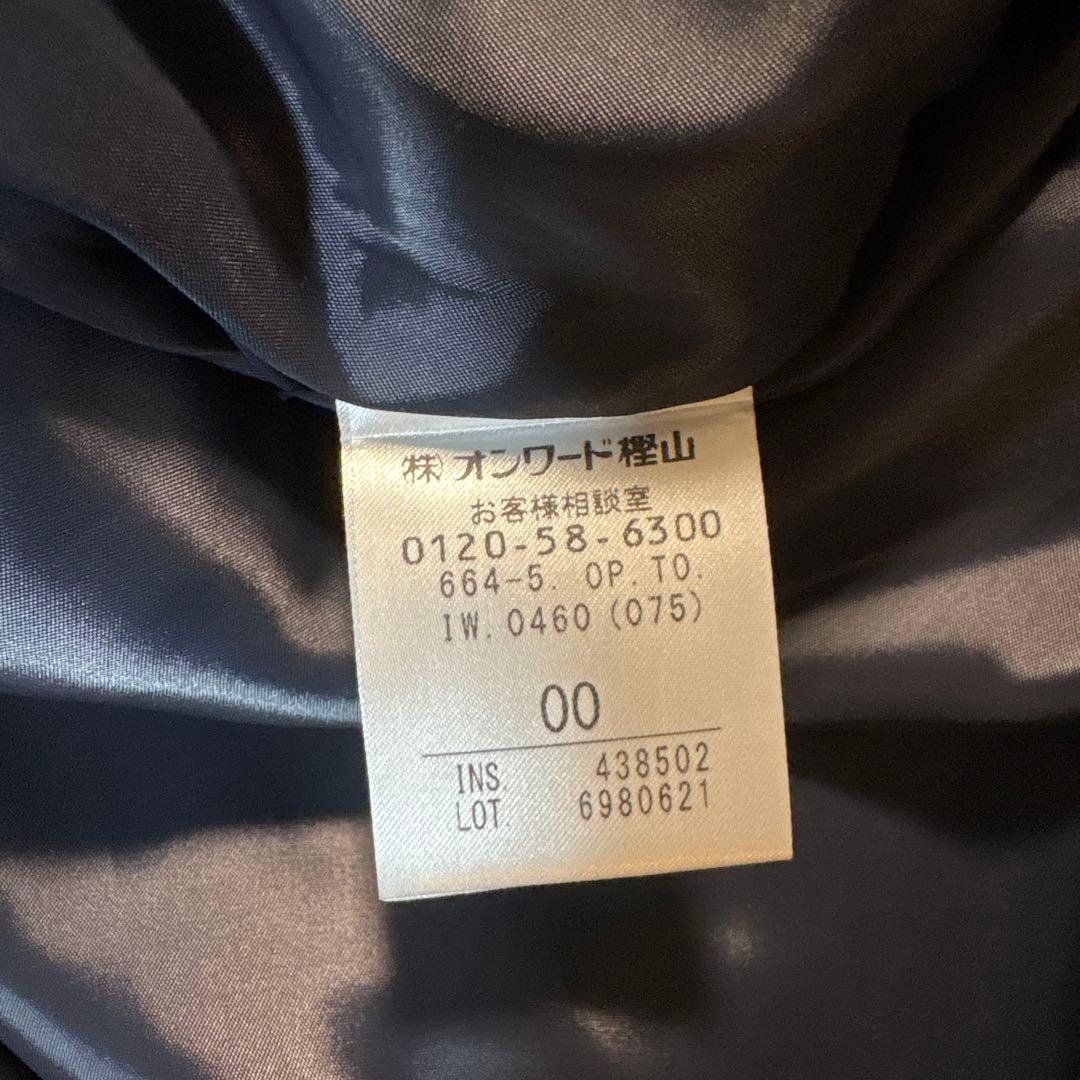 ㈱オンワード樫山
お客様相談室
0120-58-6300
664-5. OP.TO.
IW.0460(075)
00
INS. 438502
LOT. 6980621